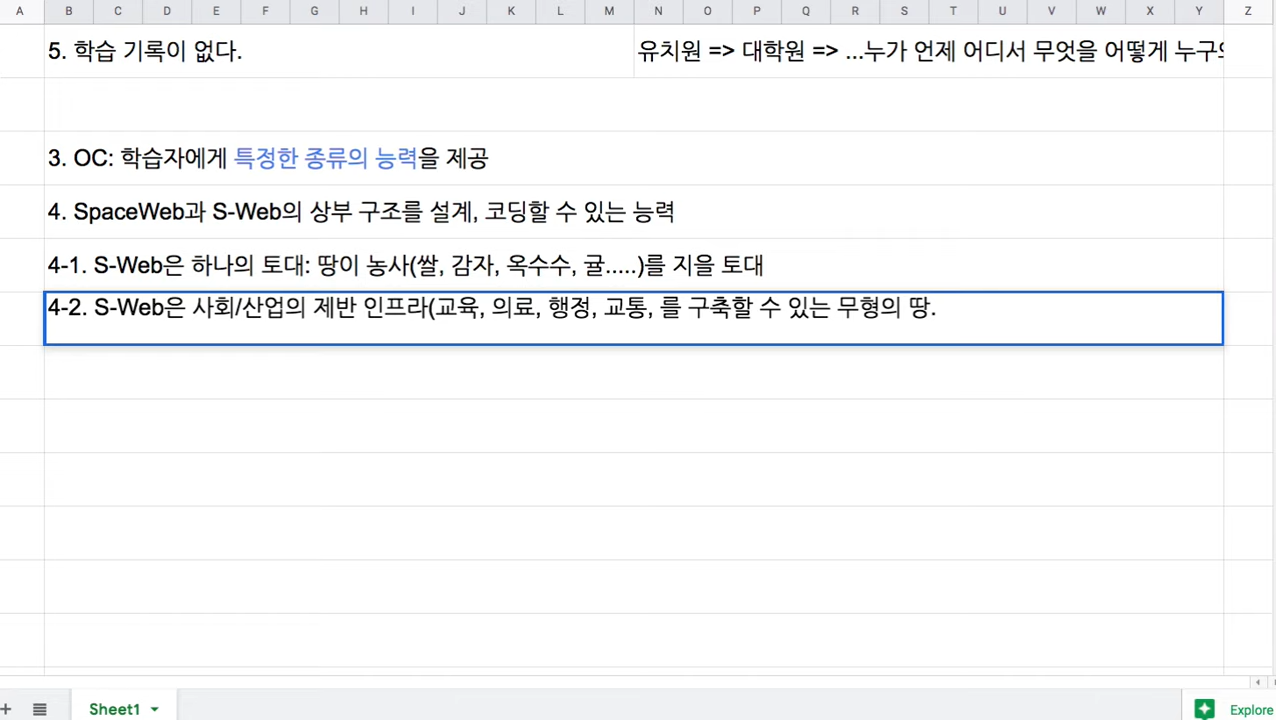 A B C D E F G H I J K L M N O P Q R S T U V W X Y Z
5. 학습 기록이 없다. 유치원 => 대학원 => ...누가 언제 어디서 무엇을 어떻게
3. OC: 학습자에게 특정한 종류의 능력을 제공
4. SpaceWeb과 S-Web의 상부 구조를 설계, 코딩할 수 있는 능력
4-1. S-Web은 하나의 토대: 땅이 농사(쌀, 감자, 옥수수, 귤.....)를 지을 토대
4-2. S-Web은 사회/산업의 제반 인프라(교육, 의료, 행정, 교통, 를 구축할 수 있는 무형의 땅.
Sheet1 Explore